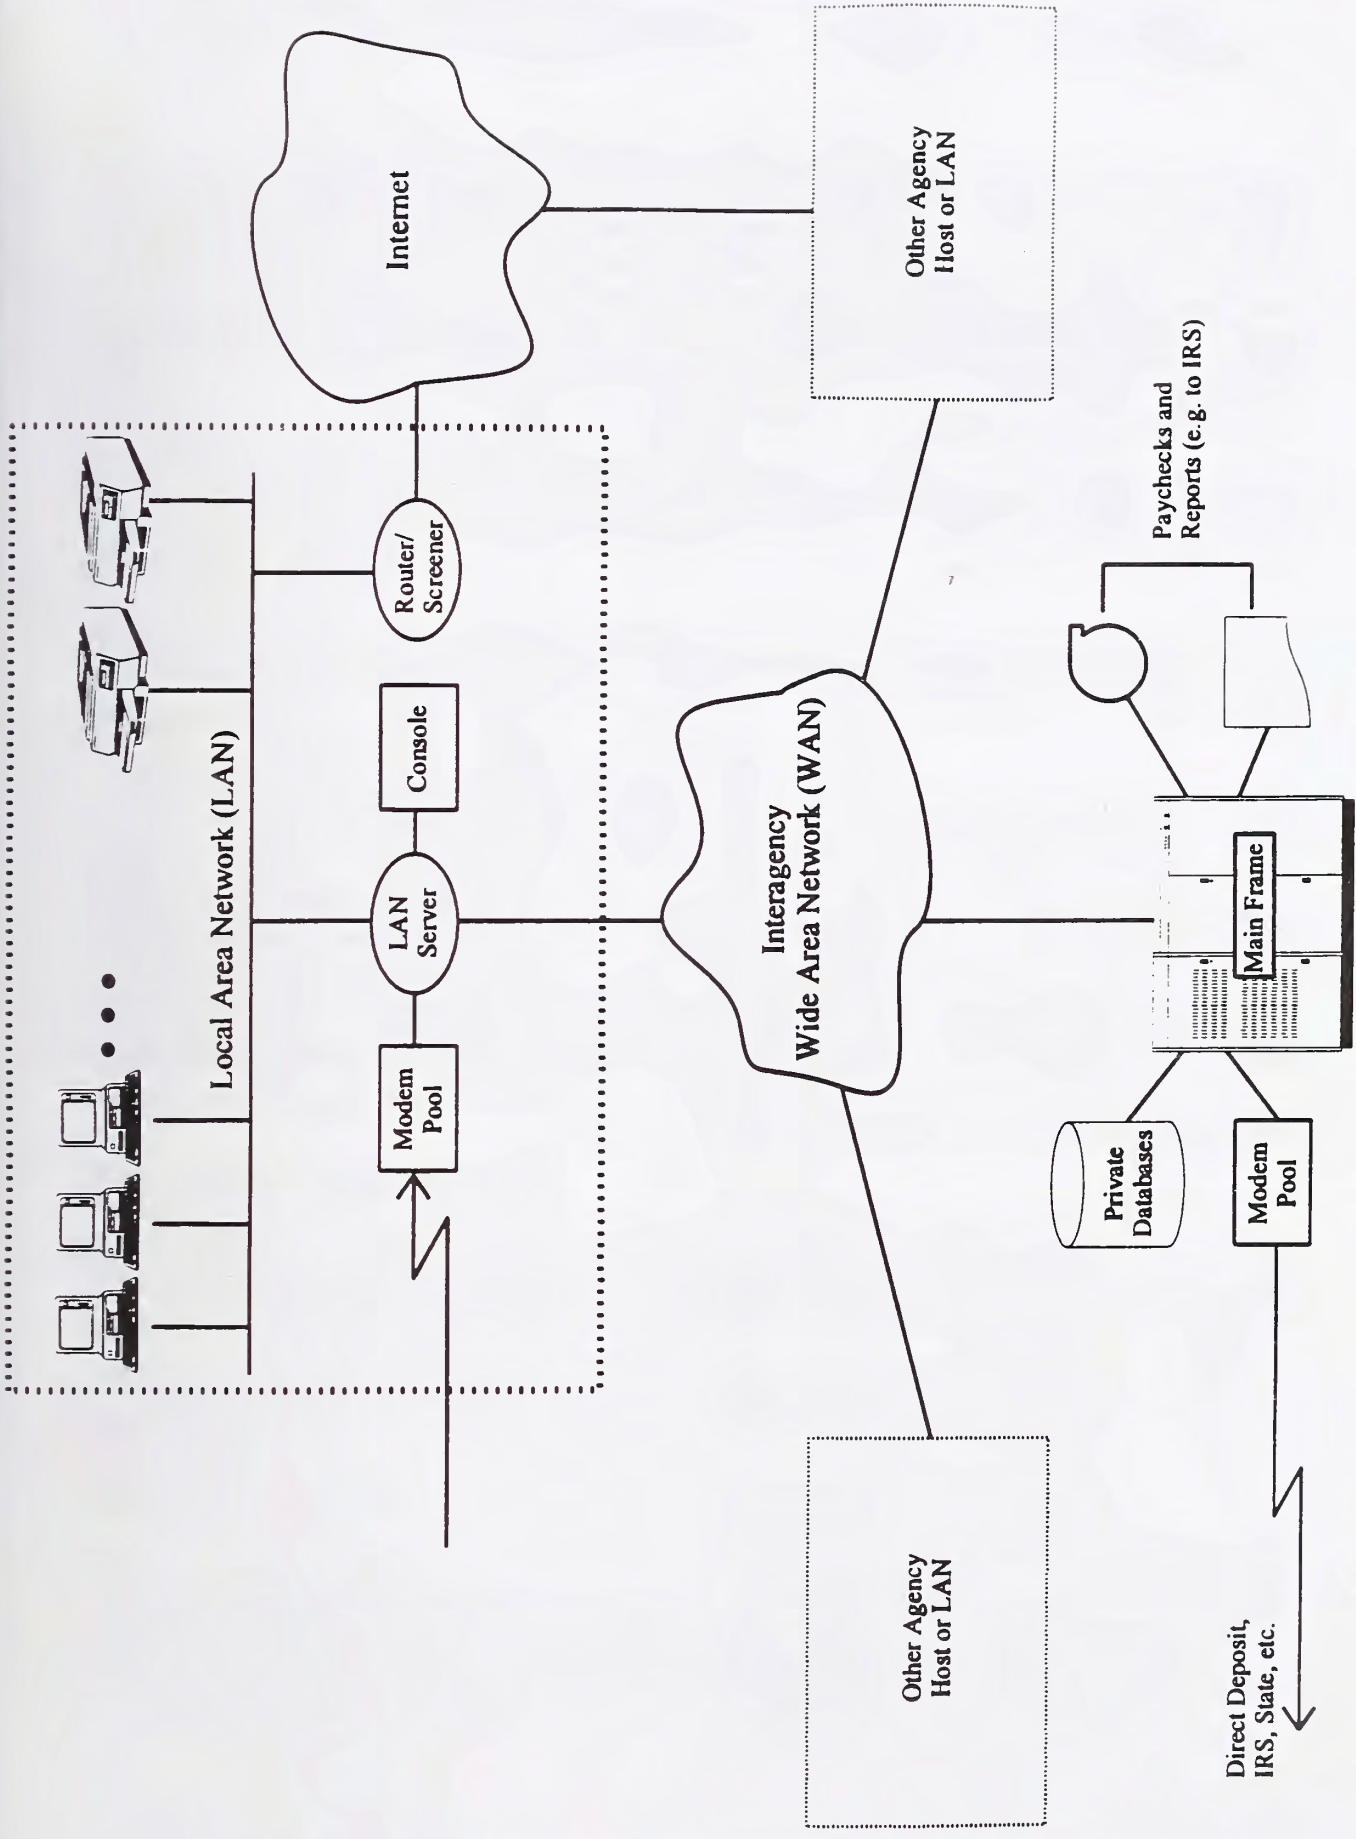 Local Area Network (LAN)
Modem
Pool
LAN
Server
Console
Router/
Screener
Internet
Interagency
Wide Area Network (WAN)
Other Agency
Host or LAN
Other Agency
Host or LAN
Private
Databases
Modem
Pool
Main Frame
Paychecks and
Reports (e.g. to IRS)
Direct Deposit,
IRS, State, etc.